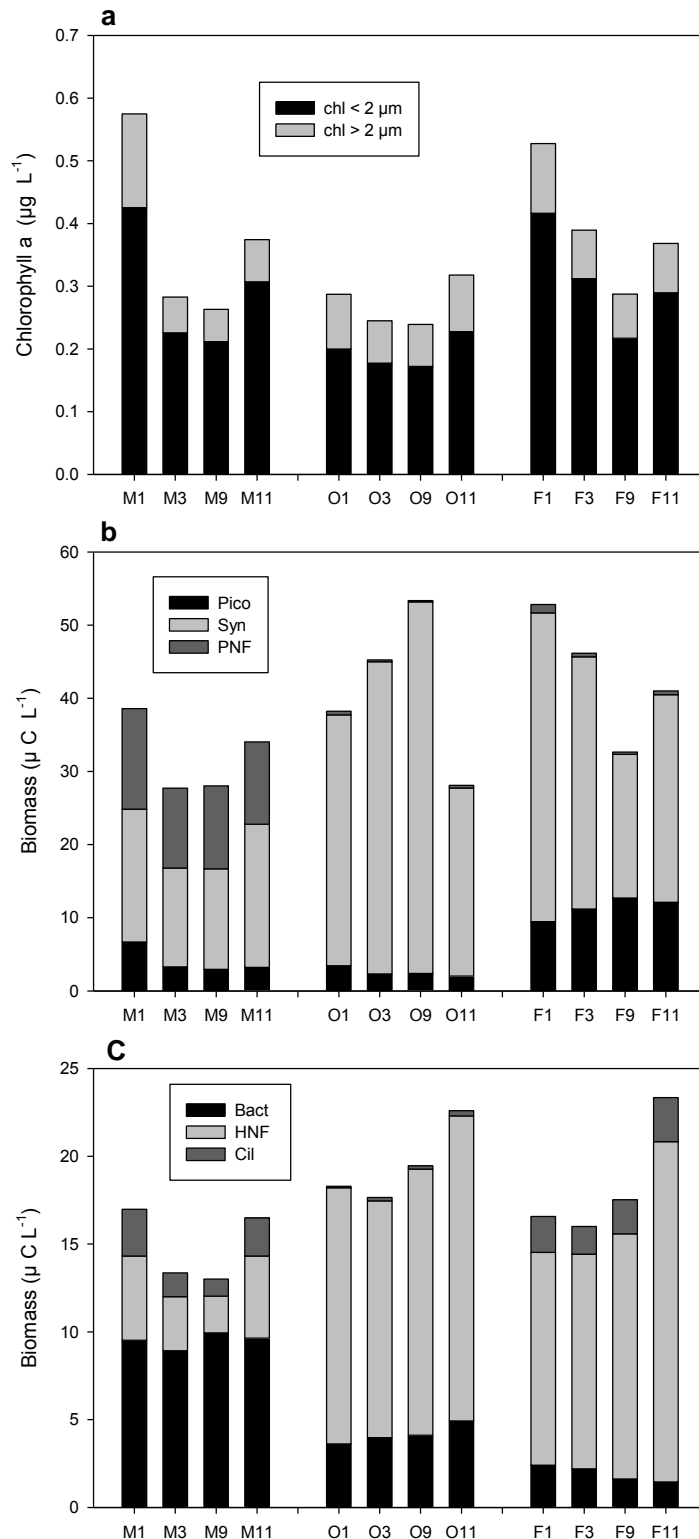 a
0.7
0.6
0.5
0.4
0.3
0.2
0.1
0.0
Chlorophyll a (µg L⁻¹)
chl < 2 µm
chl > 2 µm
M1 M3 M9 M11 O1 O3 O9 O11 F1 F3 F9 F11
b
60
50
40
30
20
10
0
Biomass (µ C L⁻¹)
Pico
Syn
PNF
M1 M3 M9 M11 O1 O3 O9 O11 F1 F3 F9 F11
C
25
20
15
10
5
0
Biomass (µ C L⁻¹)
Bact
HNF
Cil
M1 M3 M9 M11 O1 O3 O9 O11 F1 F3 F9 F11